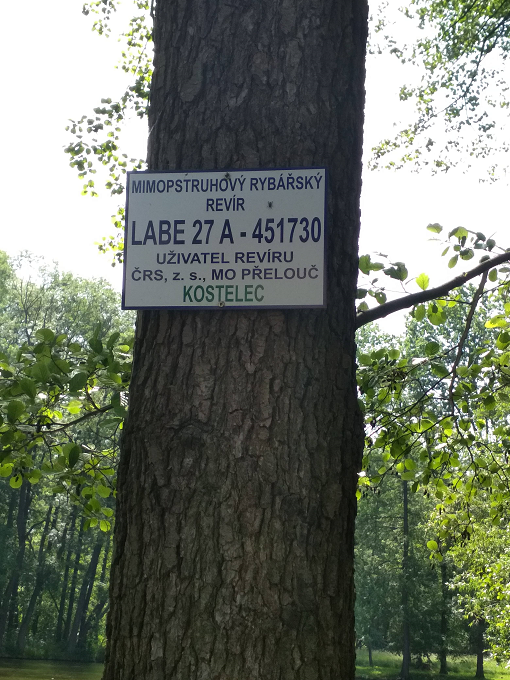 MIMOPSTRUHOVÝ RYBÁŘSKÝ
REVÍR
LABE 27 A - 451730
UŽIVATEL REVÍRU
ČRS, z. s., MO PŘELOUČ
KOSTELEC